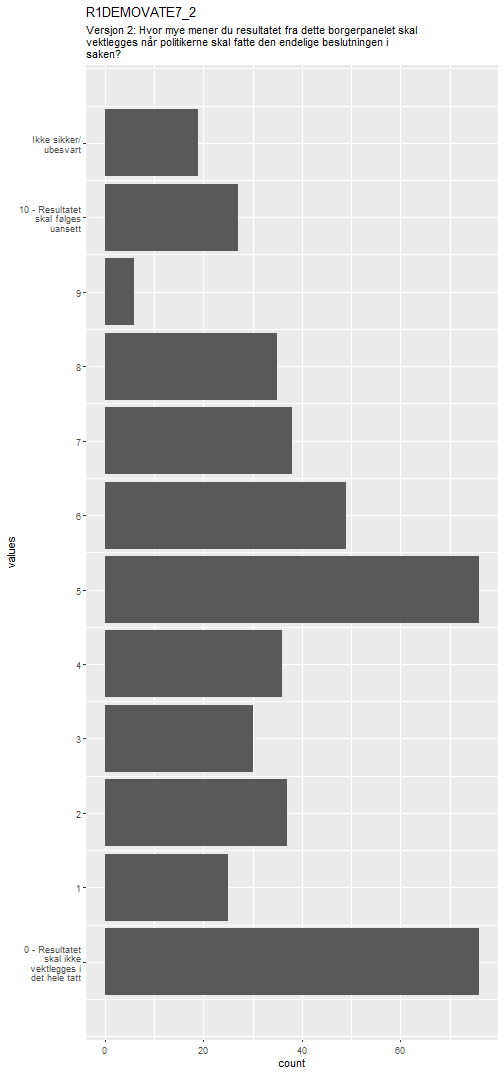 R1DEMOVATE7_2
Versjon 2: Hvor mye mener du resultatet fra dette borgerpanelet skal
vektlegges når politikerne skal fatte den endelige beslutningen i
saken?
Ikke sikker/
ubesvart
10 - Resultatet
skal følges
uansett
9
8
7
6
5
4
3
2
1
0 - Resultatet
skal ikke
vektlegges i
det hele tatt
values
0 20 40 60
count